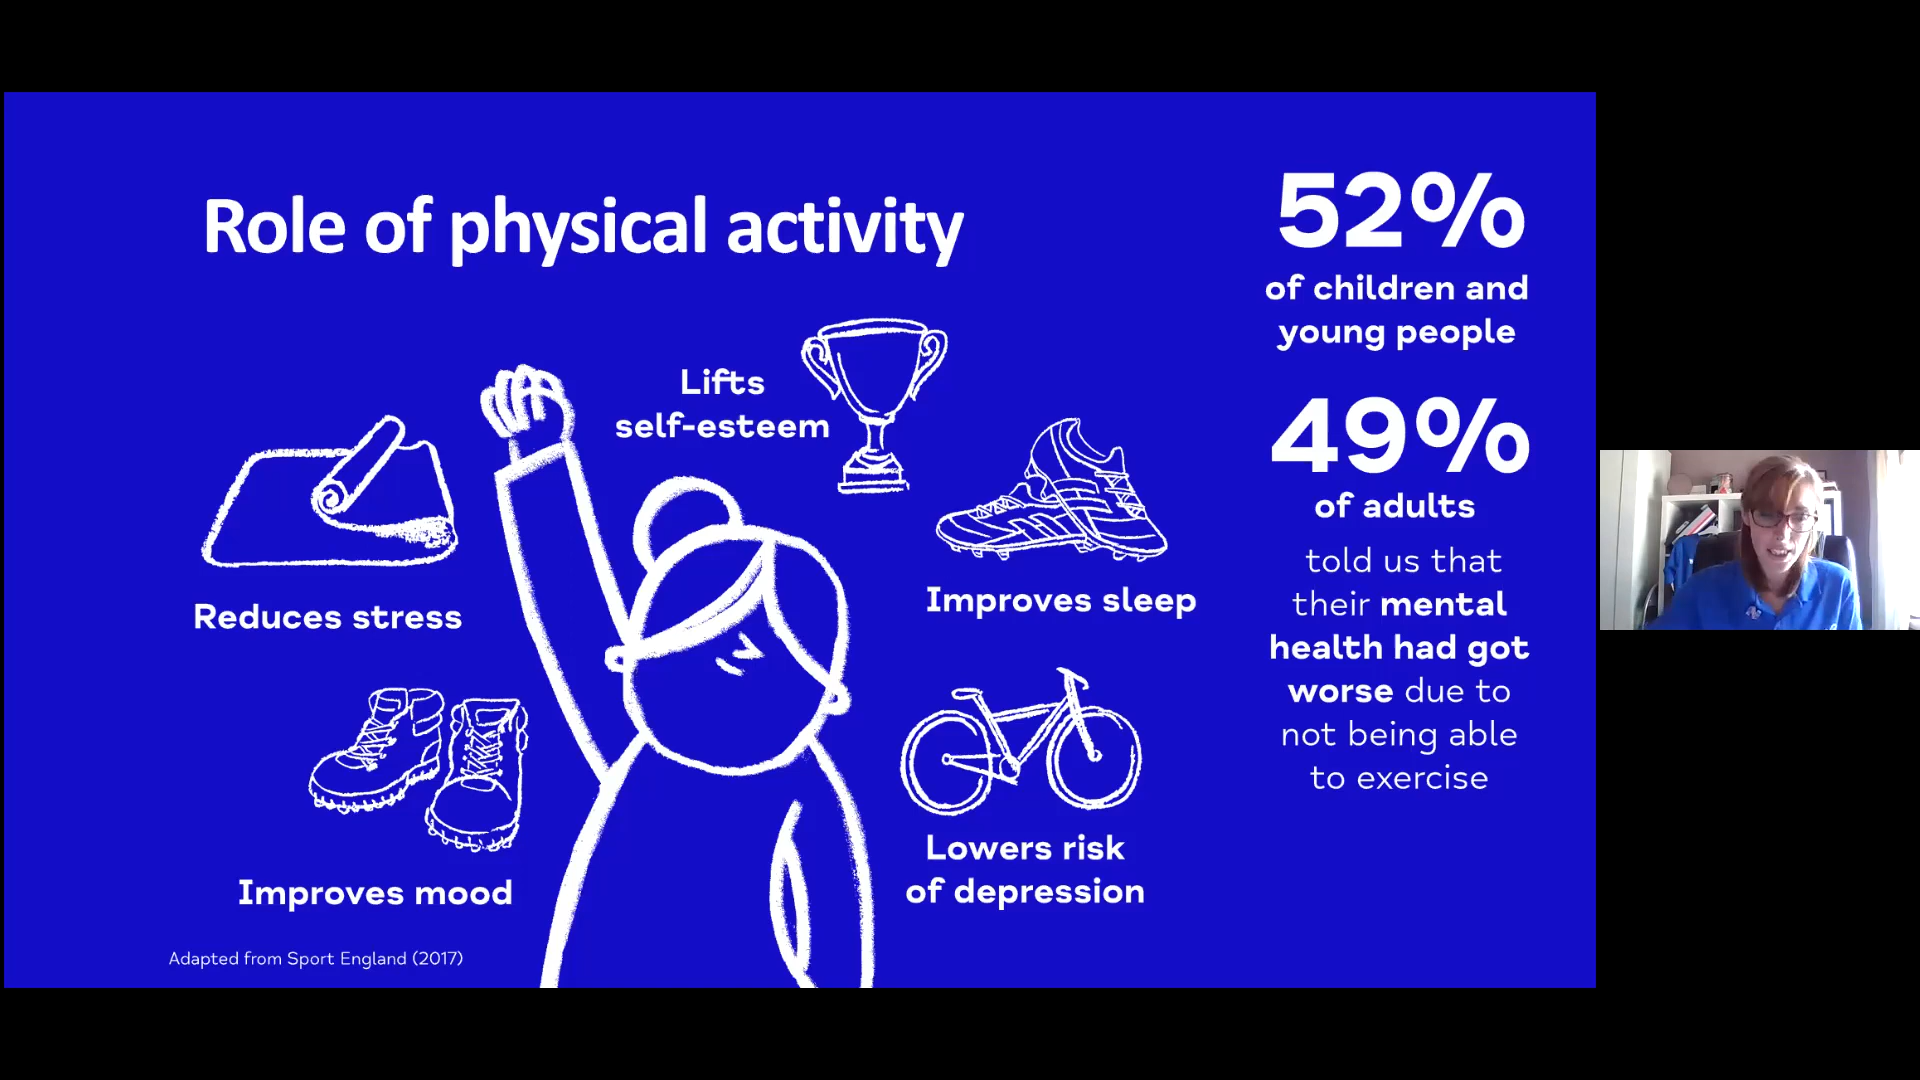 Role of physical activity
Lifts
self-esteem
Reduces stress
Improves sleep
Improves mood
Lowers risk
of depression
Adapted from Sport England (2017)
52%
of children and
young people
49%
of adults
told us that
their mental
health had got
worse due to
not being able
to exercise